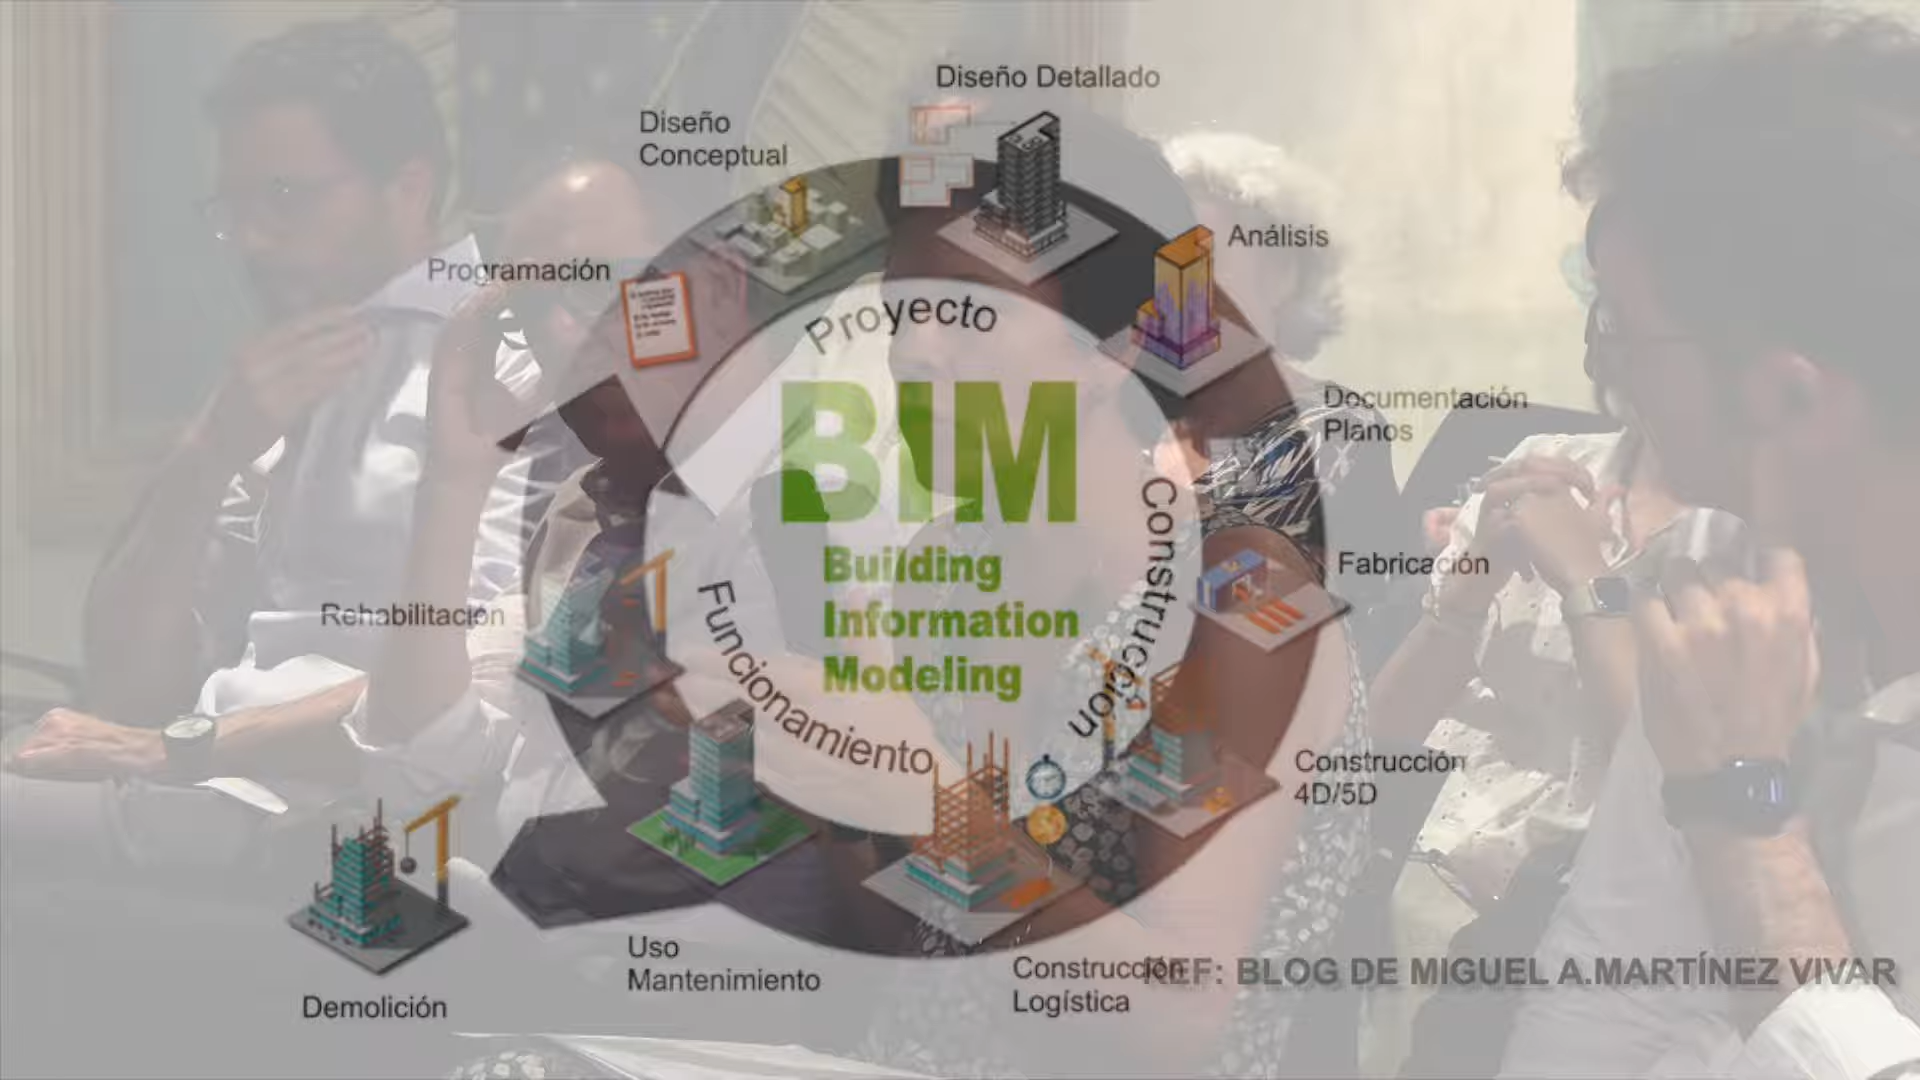 Diseño Detallado
Diseño
Conceptual
Análisis
Programación
Proyecto
Documentación
Planos
BIM
Building
Information
Modeling
Construcción
Fabricación
Funcionamiento
Rehabilitación
Construcción
4D/5D
Uso
Mantenimiento
Construcción
Logística
REF: BLOG DE MIGUEL A.MARTÍNEZ VIVAR
Demolición